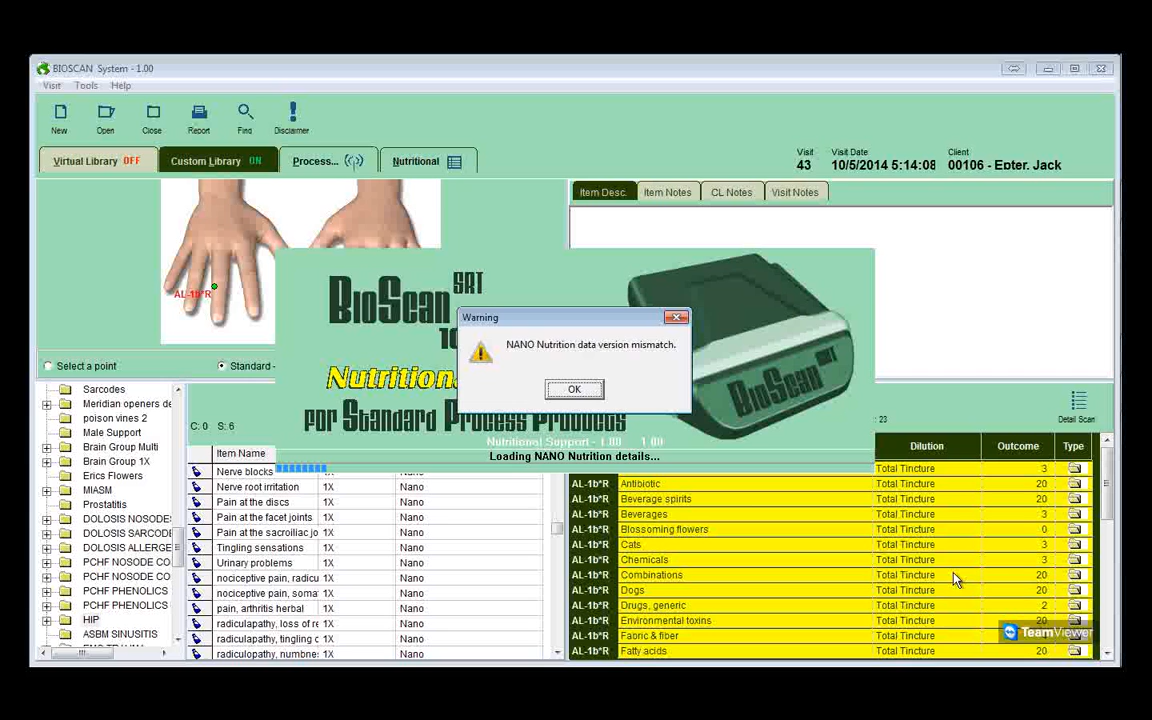 BIOSCAN System - 1.00
Visit Tools Help
New Open Close Report Find Disclaimer
Virtual Library OFF Custom Library ON Process... Nutritional
Visit Visit Date Client
43 10/5/2014 5:14:08 00106 - Enter, Jack
Item Desc. Item Notes CL Notes Visit Notes
AL-1b*R
BioScan SRT
Warning
NANO Nutrition data version mismatch.
OK
BioScan SRT
Nutritional
for Standard Process Products
Nutritional Support - 1.00 1.00
Loading NANO Nutrition details...
Select a point Standard -
: 23
Detail Scan
C: 0 S: 6
Sarcodes
Meridian openers de
poison vines 2
Male Support
Brain Group Multi
Brain Group 1X
Erics Flowers
MIASM
Prostatitis
DOLOSIS NOSODE
DOLOSIS SARCODE
DOLOSIS ALLERGE
PCHF NOSODE CO
PCHF NOSODE CO
PCHF PHENOLICS
PCHF PHENOLICS
HIP
ASBM SINUSITIS
Item Name
Nerve blocks 1X Nano
Nerve root irritation 1X Nano
Pain at the discs 1X Nano
Pain at the facet joints 1X Nano
Pain at the sacroiliac jo 1X Nano
Tingling sensations 1X Nano
Urinary problems 1X Nano
nociceptive pain, radicu 1X Nano
nociceptive pain, soma 1X Nano
pain, arthritis herbal 1X Nano
radiculopathy, loss of re 1X Nano
radiculopathy, tingling c 1X Nano
radiculopathy, numbnes 1X Nano
Dilution Outcome Type
Total Tincture 3
AL-1b*R Antibiotic Total Tincture 20
AL-1b*R Beverage spirits Total Tincture 20
AL-1b*R Beverages Total Tincture 3
AL-1b*R Blossoming flowers Total Tincture 0
AL-1b*R Cats Total Tincture 3
AL-1b*R Chemicals Total Tincture 3
AL-1b*R Combinations Total Tincture 20
AL-1b*R Dogs Total Tincture 20
AL-1b*R Drugs, generic Total Tincture 2
AL-1b*R Environmental toxins Total Tincture 20
AL-1b*R Fabric & fiber Total Tincture
AL-1b*R Fatty acids Total Tincture 20
TeamViewer